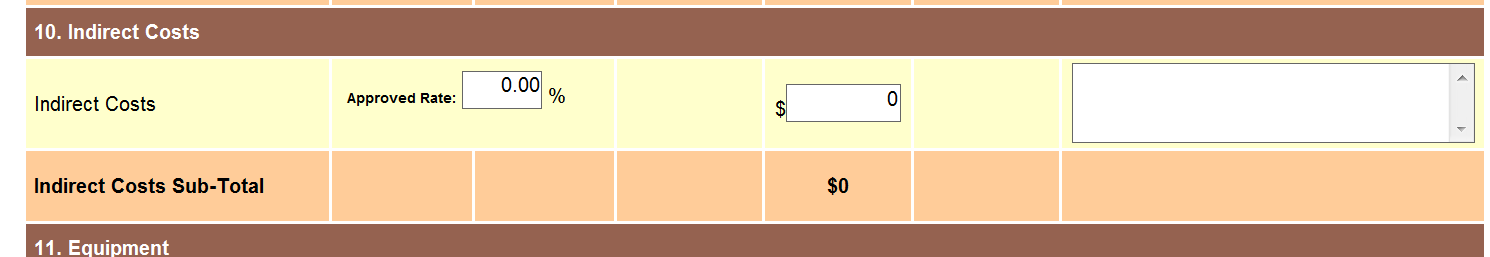 10. Indirect Costs
Indirect Costs Approved Rate: 0.00 % $ 0
Indirect Costs Sub-Total $0
11. Equipment